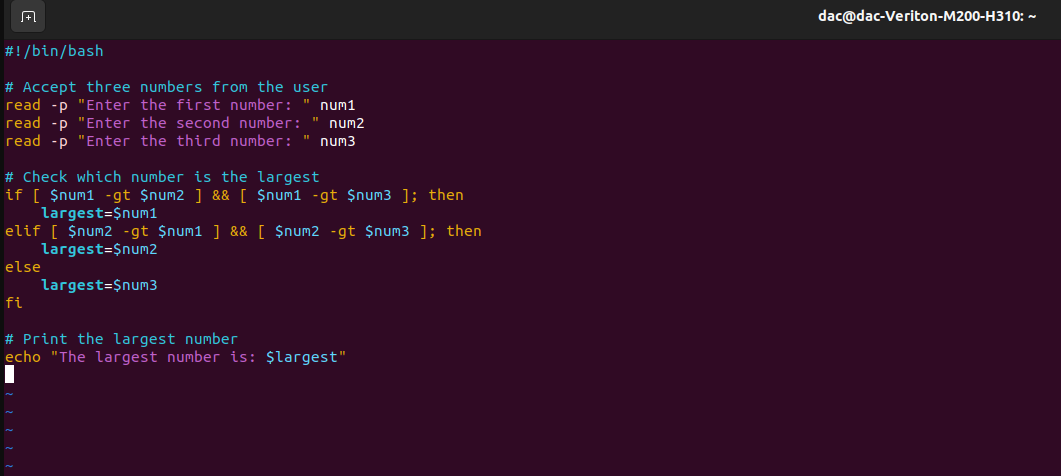 dac@dac-Veriton-M200-H310: ~
#!/bin/bash

# Accept three numbers from the user
read -p "Enter the first number: " num1
read -p "Enter the second number: " num2
read -p "Enter the third number: " num3

# Check which number is the largest
if [ $num1 -gt $num2 ] && [ $num1 -gt $num3 ]; then
    largest=$num1
elif [ $num2 -gt $num1 ] && [ $num2 -gt $num3 ]; then
    largest=$num2
else
    largest=$num3
fi

# Print the largest number
echo "The largest number is: $largest"

~
~
~
~
~